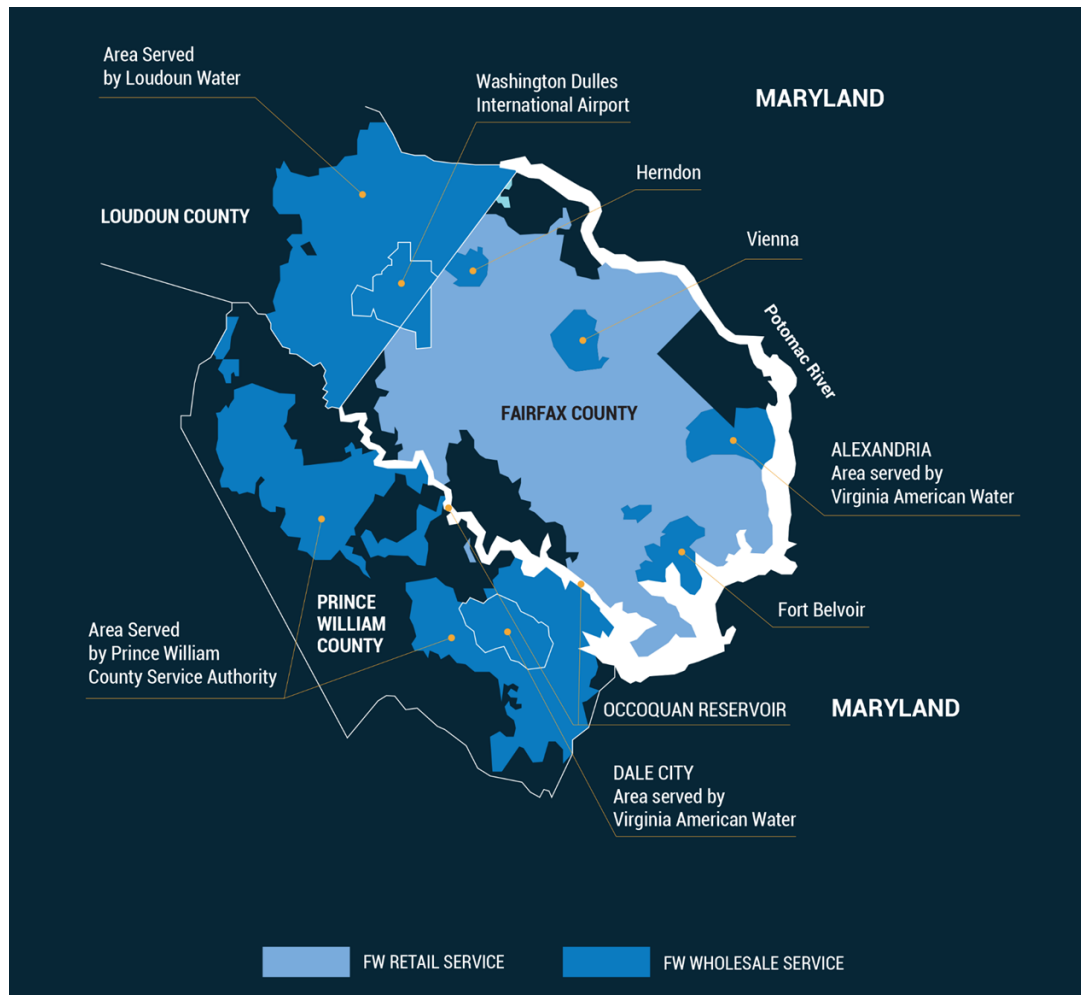 Area Served
by Loudoun Water
Washington Dulles
International Airport
MARYLAND
Herndon
LOUDOUN COUNTY
Vienna
Potomac River
FAIRFAX COUNTY
ALEXANDRIA
Area served by
Virginia American Water
Fort Belvoir
PRINCE
WILLIAM
COUNTY
Area Served
by Prince William
County Service Authority
OCCOQUAN RESERVOIR
MARYLAND
DALE CITY
Area served by
Virginia American Water
FW RETAIL SERVICE
FW WHOLESALE SERVICE